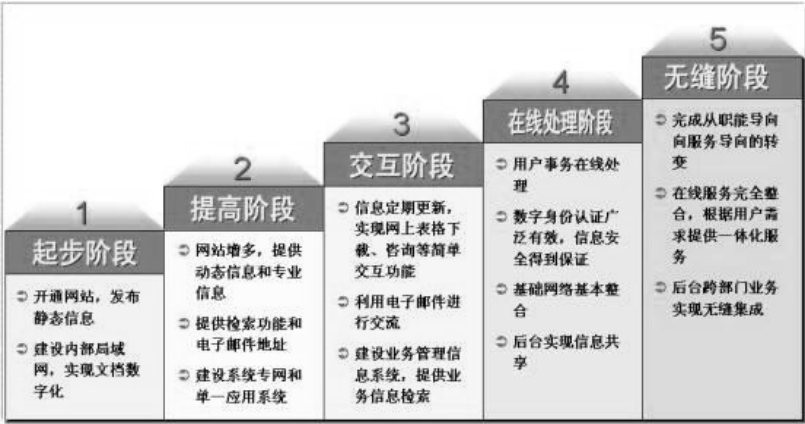 1
起步阶段
开通网站，发布
静态信息
建设内部局域
网，实现文档数
字化
2
提高阶段
网站增多，提供
动态信息和专业
信息
提供检索功能和
电子邮件地址
建设系统专网和
单一应用系统
3
交互阶段
信息定期更新，
实现网上表格下
载、咨询等简单
交互功能
利用电子邮件进
行交流
建设业务管理信
息系统，提供业
务信息检索
4
在线处理阶段
用户事务在线处
理
数字身份认证广
泛有效，信息安
全得到保证
基础网络基本整
合
后台实现信息共
享
5
无缝阶段
完成从职能导向
向服务导向的转
变
在线服务完全整
合，根据用户需
求提供一体化服
务
后台跨部门业务
实现无缝集成